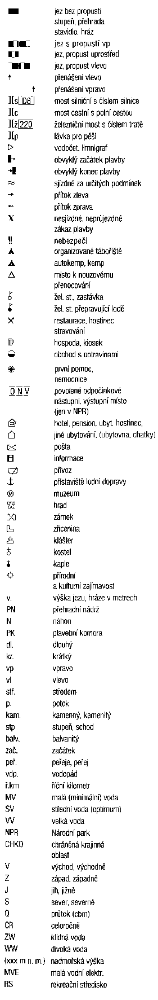 jez bez propusti
stupeň, přehrada
stavidlo, hráz
jez s propustí vp
jez, propust uprostřed
jez, propust vlevo
přenášení vlevo
přenášení vpravo
][s D8 most silniční s číslem silnice
][c most cestní s polní cestou
][ž 220 železniční most s číslem tratě
][p lávka pro pěší
vodočet, limnigraf
obvyklý začátek plavby
obvyklý konec plavby
≈ sjízdné za určitých podmínek
přítok zleva
přítok zprava
X nesjízdné, neprůjezdné
zákaz plavby
!! nebezpečí
organizované tábořiště
autokemp, kemp
místo k nouzovému
přenocování
žel. st., zastávka
žel. st. přepravující lodě
restaurace, hostinec
stravování
hospoda, kiosek
obchod s potravinami
první pomoc,
nemocnice
O N V povolené odpočinkové
nástupní, výstupní místo
(jen v NPR)
hotel, pension, ubyt. hostinec,
jiné ubytování, (ubytovna, chatky)
pošta
informace
přívoz
přístaviště lodní dopravy
M muzeum
hrad
zámek
zřícenina
klášter
kostel
kaple
přírodní
a kulturní zajímavost
v. výška jezu, hráze v metrech
PN přehradní nádrž
N náhon
PK plavební komora
dl. dlouhý
kr. krátký
vp vpravo
vl vlevo
stř. středem
p. potok
kam. kamenný, kamenitý
stp stupeň, schod
balv. balvanitý
zač. začátek
peř. peřeje, peřej
vdp. vodopád
ř.km říční kilometr
MV malá (minimální) voda
SV střední voda (optimum)
VV velká voda
NPR Národní park
CHKO chráněná krajinná
oblast
V východ, východně
Z západ, západně
J jih, jižně
S sever, severně
Q průtok (cbm)
CR celoročně
ZW klidná voda
WW divoká voda
(xxx m n. m.) nadmořská výška
MVE malá vodní elektr.
RS rekreační středisko